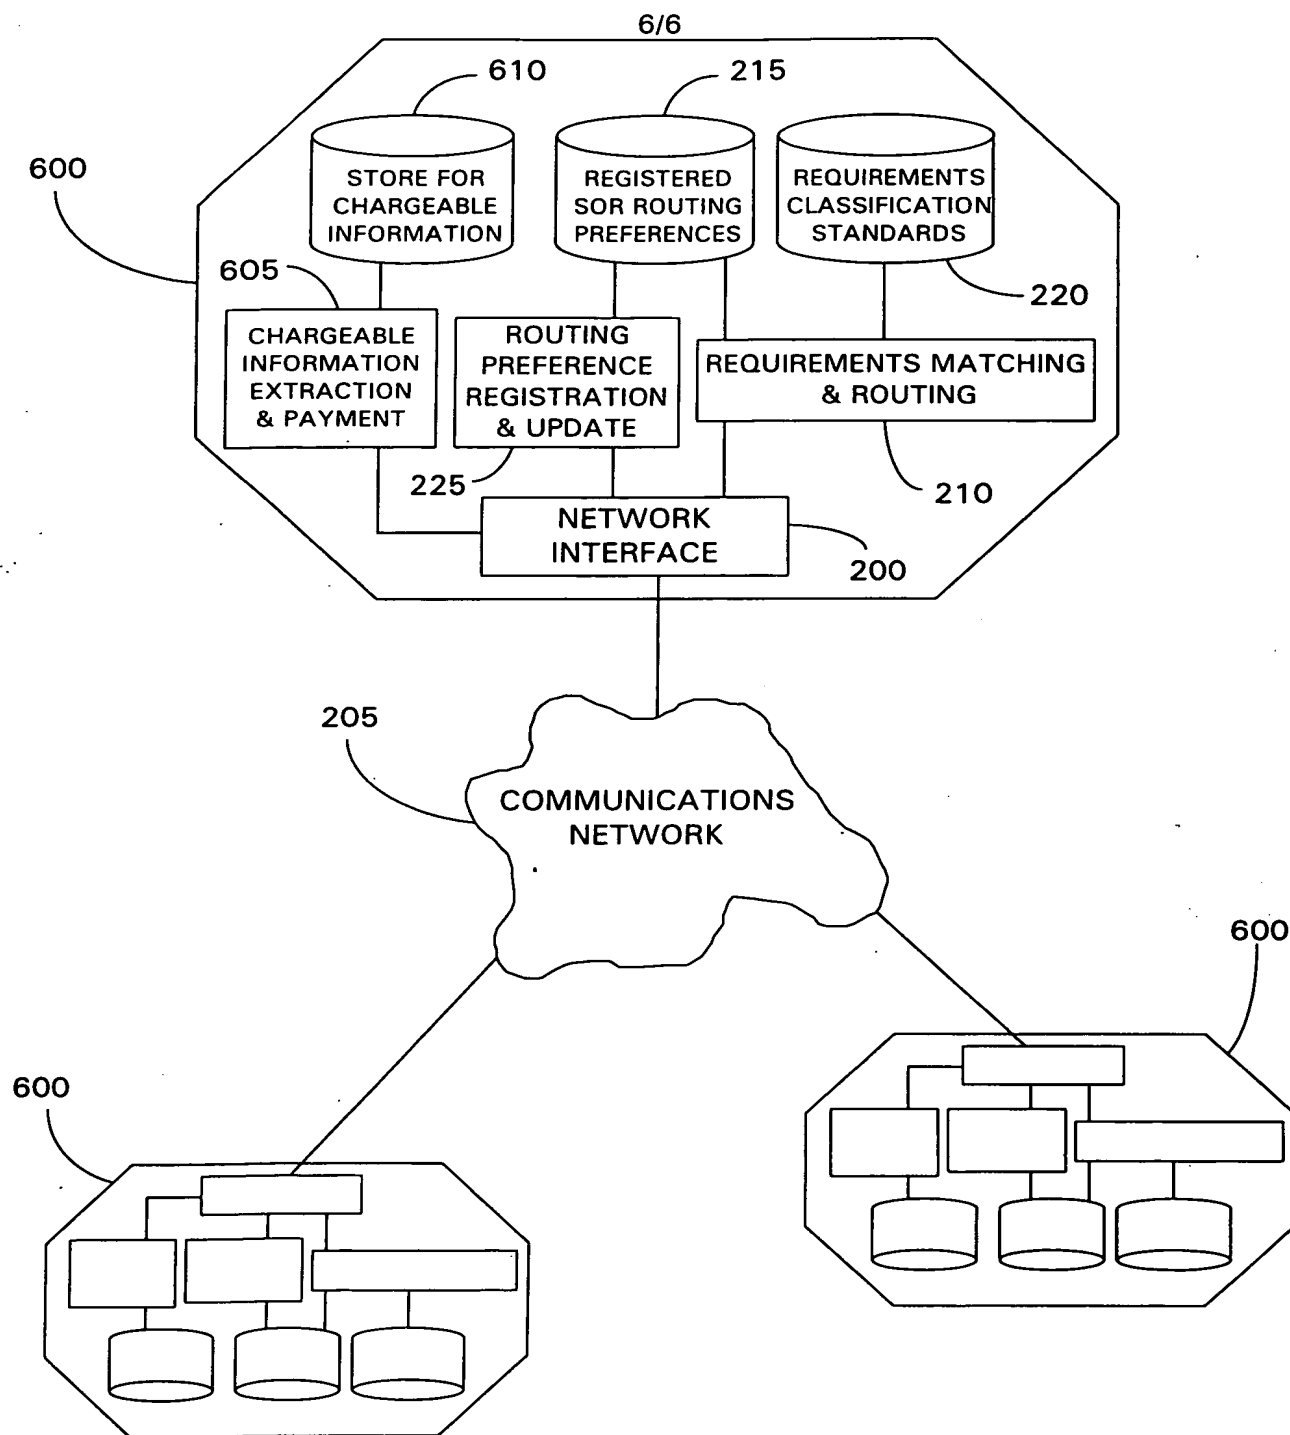 6/6
610
215
600
STORE FOR
CHARGEABLE
INFORMATION
REGISTERED
SOR ROUTING
PREFERENCES
REQUIREMENTS
CLASSIFICATION
STANDARDS
605
220
CHARGEABLE
INFORMATION
EXTRACTION
& PAYMENT
ROUTING
PREFERENCE
REGISTRATION
& UPDATE
REQUIREMENTS MATCHING
& ROUTING
225
210
NETWORK
INTERFACE
200
205
COMMUNICATIONS
NETWORK
600
600